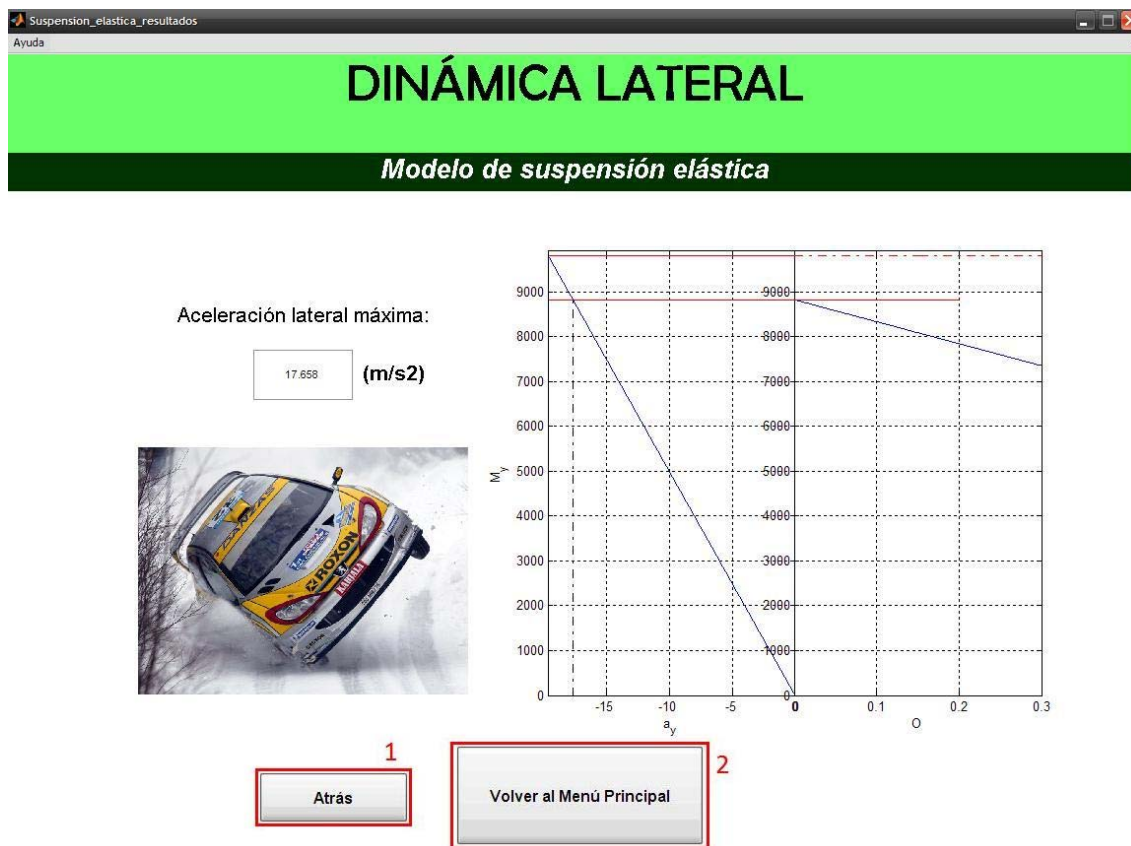 Suspension_elastica_resultados
Ayuda
DINÁMICA LATERAL
Modelo de suspensión elástica
Aceleración lateral máxima:
17.658 (m/s2)
ROXON
KARJALA
9000
8000
7000
6000
5000
4000
3000
2000
1000
0
M_y
-15 -10 -5 0
a_y
9000
8000
7000
6000
5000
4000
3000
2000
1000
0
0 0.1 0.2 0.3
O
1
Atrás
2
Volver al Menú Principal